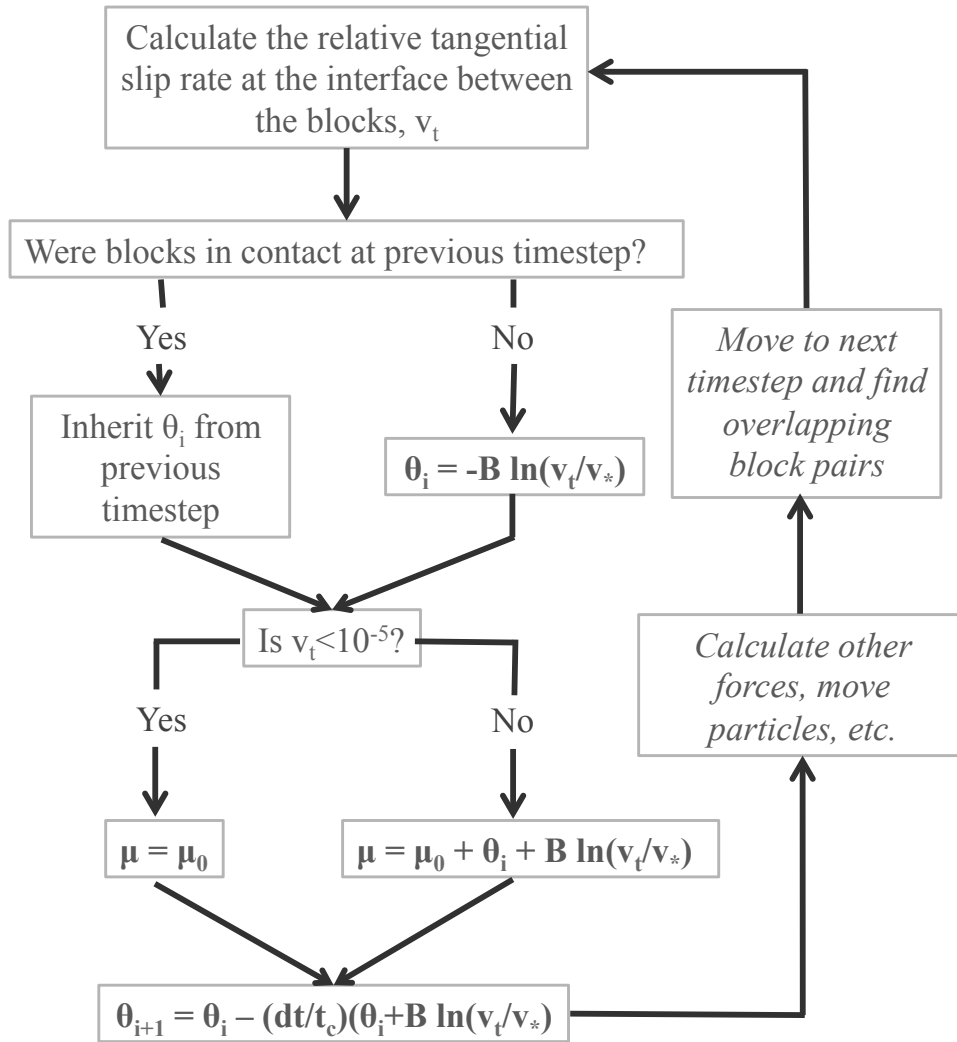 Calculate the relative tangential
slip rate at the interface between
the blocks, vₜ
Were blocks in contact at previous timestep?
Yes
No
Inherit θᵢ from
previous
timestep
θᵢ = -B ln(vₜ/v*)
Is vₜ<10⁻⁵?
Yes
No
μ = μ₀
μ = μ₀ + θᵢ + B ln(vₜ/v*)
θᵢ₊₁ = θᵢ – (dt/t_c)(θᵢ+B ln(vₜ/v*)
Calculate other
forces, move
particles, etc.
Move to next
timestep and find
overlapping
block pairs